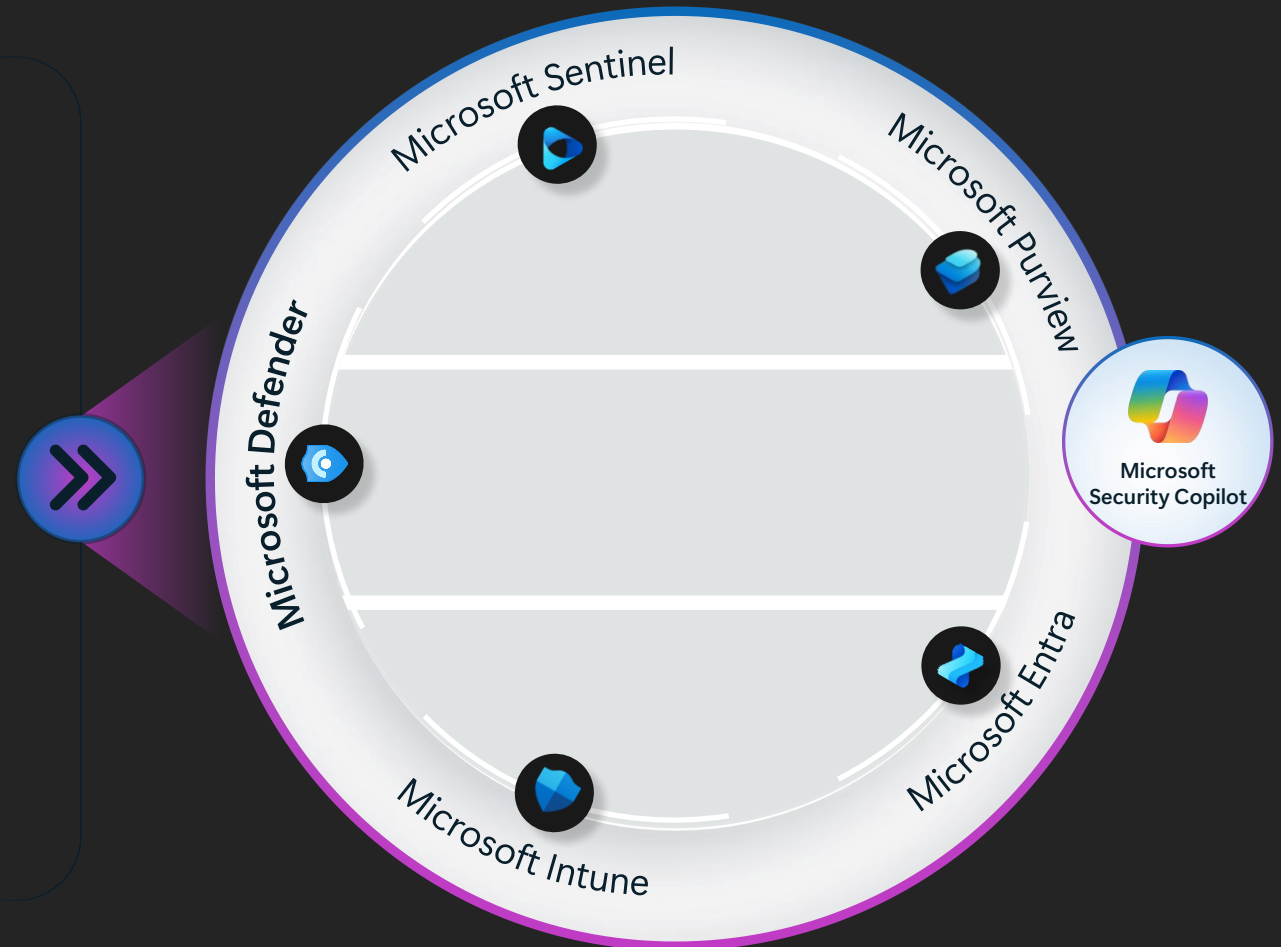 Microsoft Sentinel
Microsoft Purview
Microsoft Defender
Microsoft
Security Copilot
Microsoft Entra
Microsoft Intune